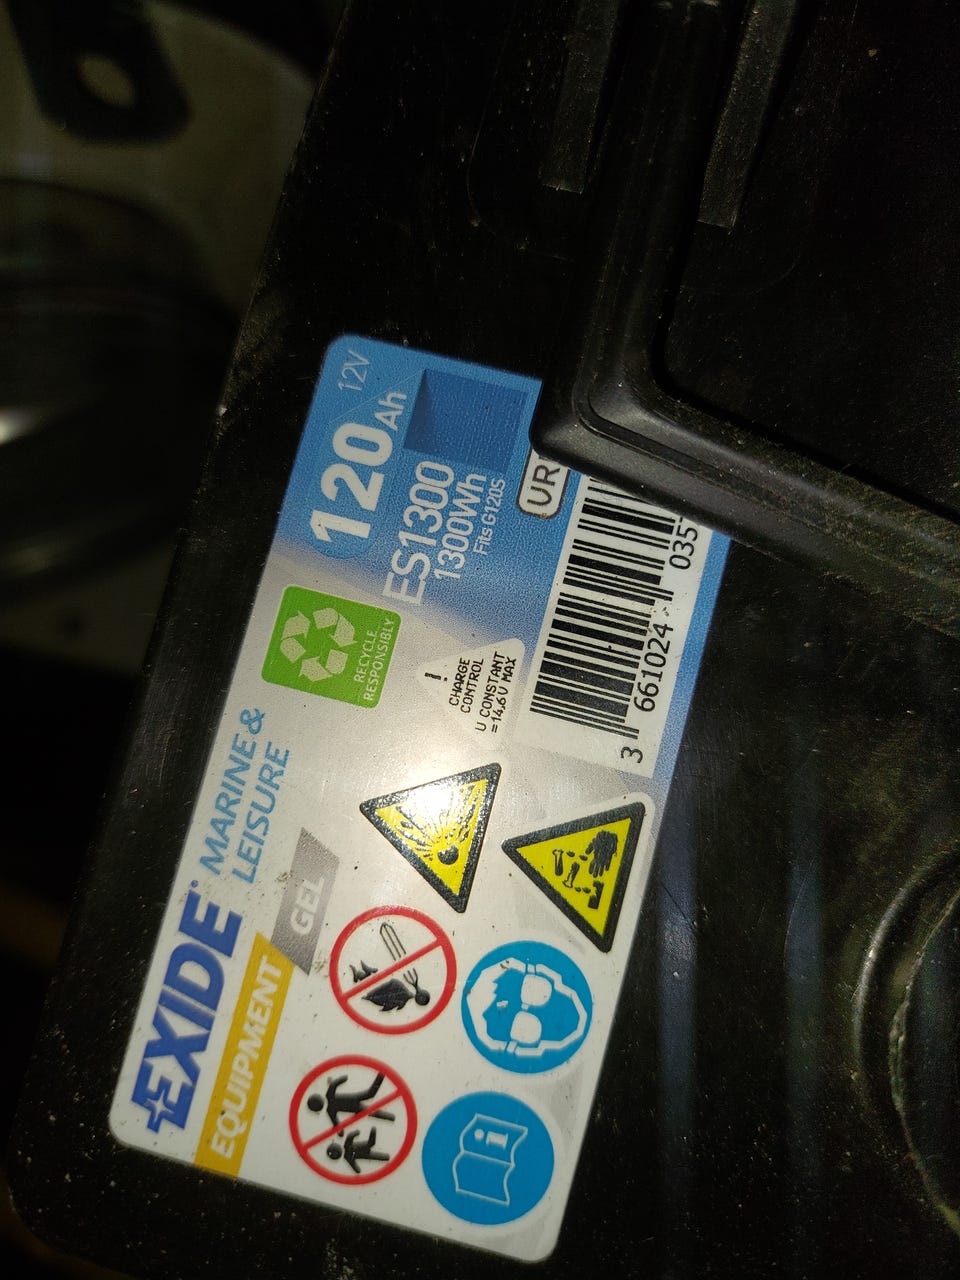 EXIDE MARINE &
LEISURE
EQUIPMENT GEL
RECYCLE
RESPONSIBLY
120Ah 12V
ES1300
1300Wh
Fits G120S
!
CHARGE
CONTROL
U CONSTANT
=14,6V MAX
UR
3 661024 035
i